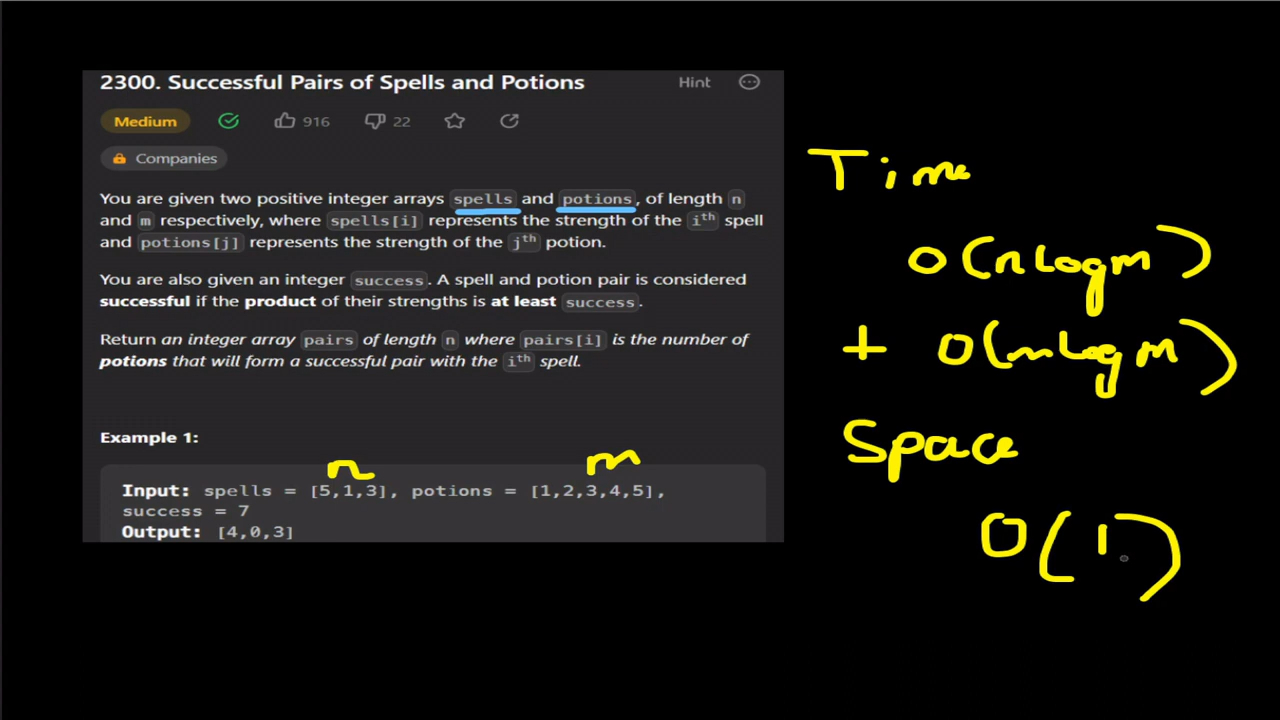 2300. Successful Pairs of Spells and Potions Hint
Medium 916 22
Companies
You are given two positive integer arrays spells and potions, of length n
and m respectively, where spells[i] represents the strength of the ith spell
and potions[j] represents the strength of the jth potion.
You are also given an integer success. A spell and potion pair is considered
successful if the product of their strengths is at least success.
Return an integer array pairs of length n where pairs[i] is the number of
potions that will form a successful pair with the ith spell.
Example 1:
n m
Input: spells = [5,1,3], potions = [1,2,3,4,5],
success = 7
Output: [4,0,3]
Time
O(nLogm)
+ O(mLogm)
Space
O(1)